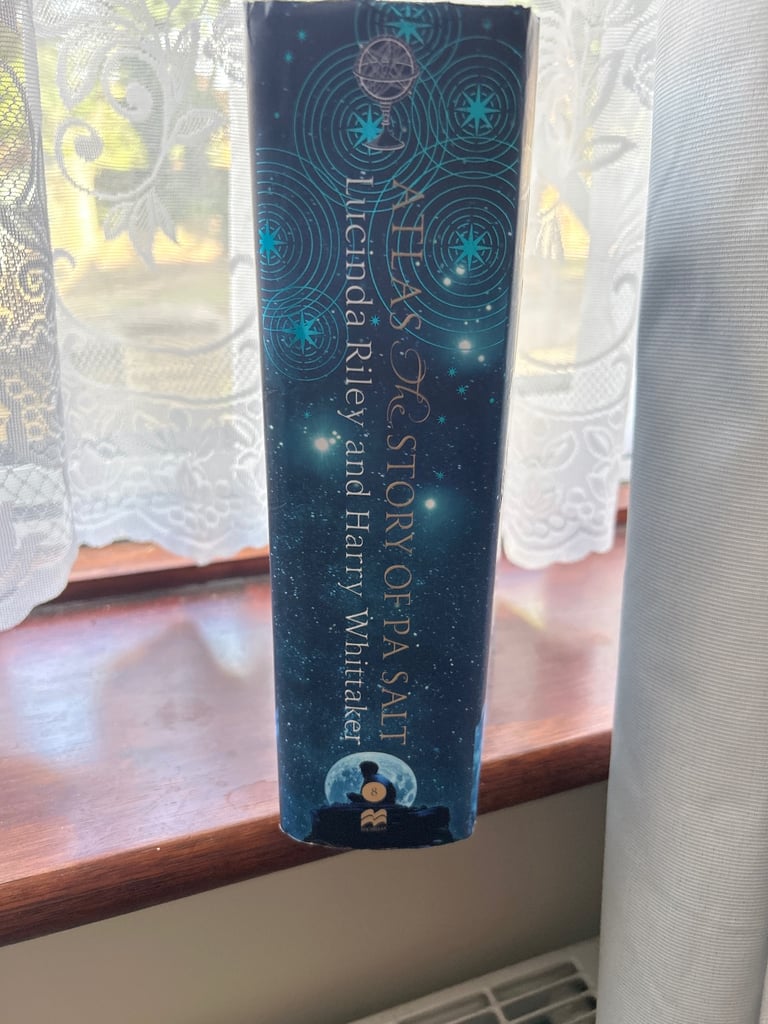 ATLAS The STORY OF PA SALT
Lucinda Riley and Harry Whittaker
8